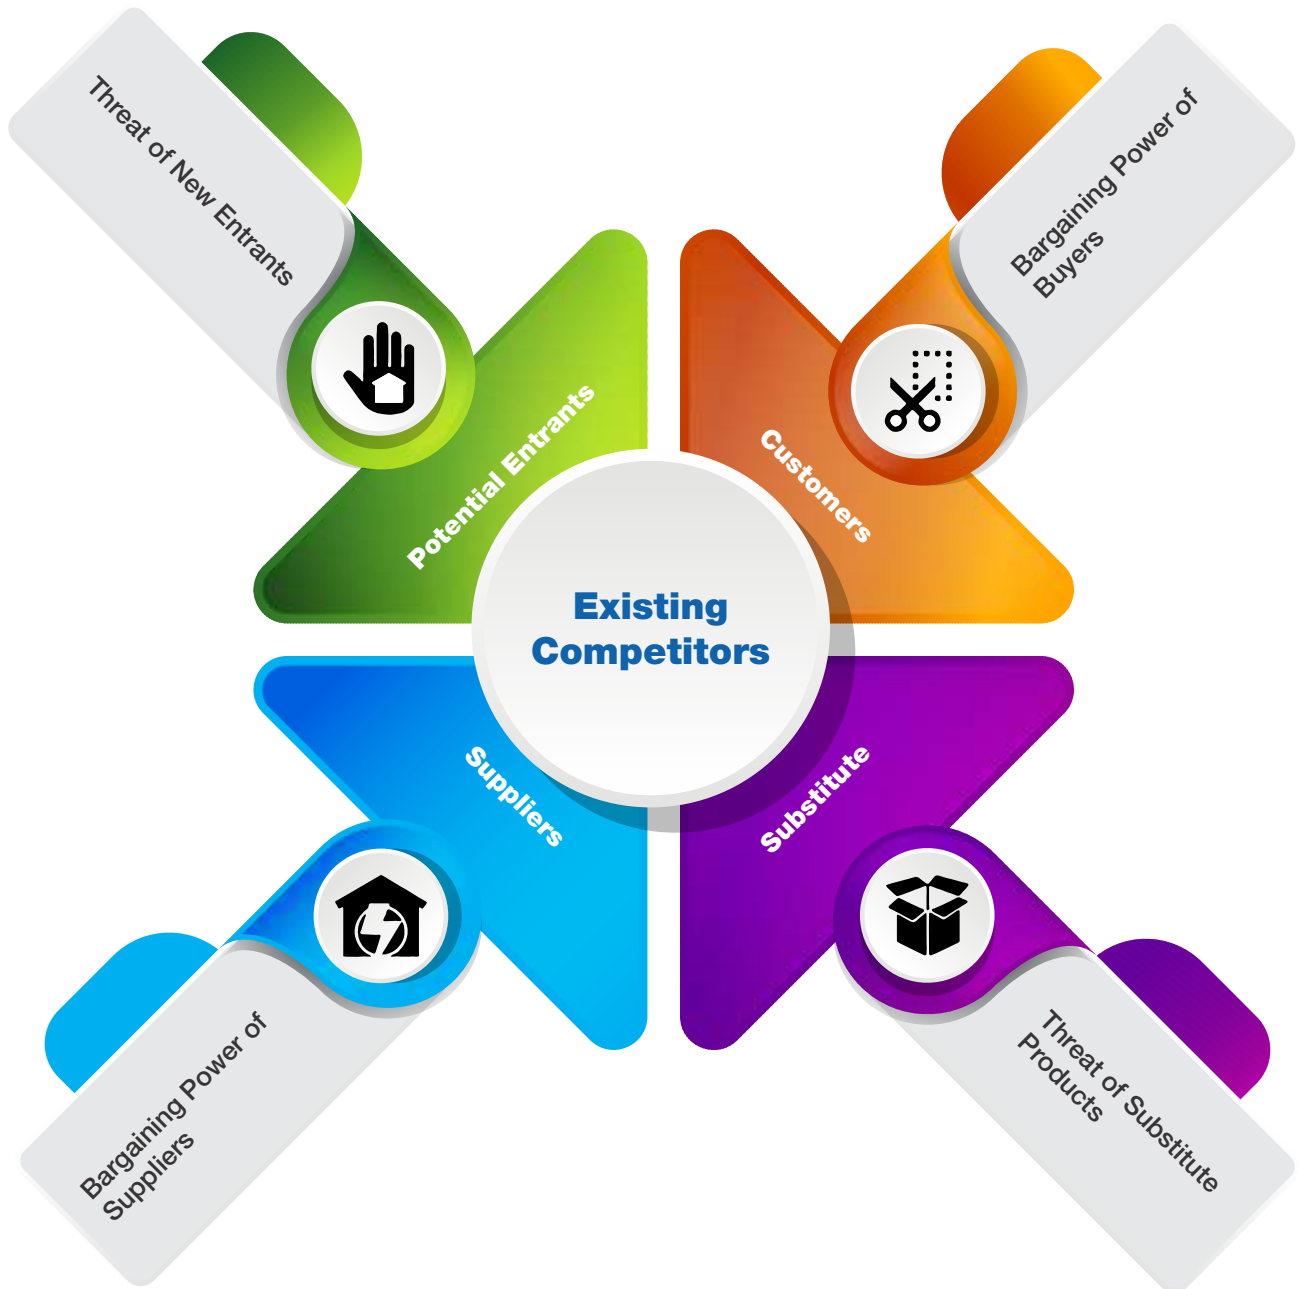 Threat of New Entrants
Bargaining Power of
Buyers
Potential Entrants
Customers
Existing
Competitors
Suppliers
Substitute
Bargaining Power of
Suppliers
Threat of Substitute
Products